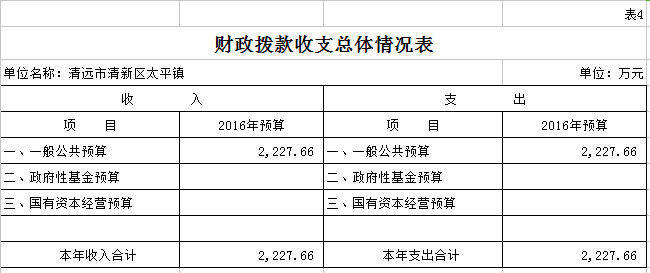 表4
财政拨款收支总体情况表
单位名称：清远市清新区太平镇 单位：万元
收 入 支 出
项 目 2016年预算 项 目 2016年预算
一、一般公共预算 2,227.66 一、一般公共预算 2,227.66
二、政府性基金预算 二、政府性基金预算
三、国有资本经营预算 三、国有资本经营预算
本年收入合计 2,227.66 本年支出合计 2,227.66